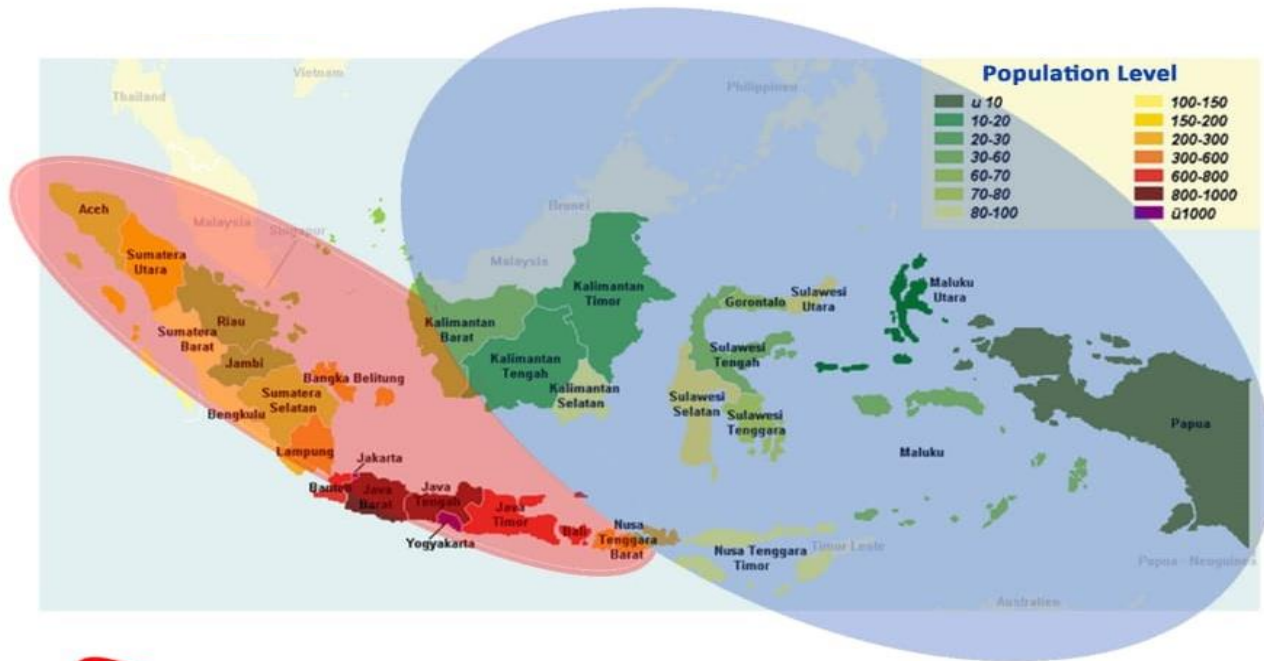 Population Level
u 10
10-20
20-30
30-60
60-70
70-80
80-100
100-150
150-200
200-300
300-600
600-800
800-1000
ü1000
Vietnam
Thailand
Philippinen
Brunei
Malaysia
Malaysia
Singapur
Aceh
Sumatera
Utara
Riau
Sumatera
Barat
Jambi
Bangka Belitung
Sumatera
Selatan
Bengkulu
Lampung
Jakarta
Banten
Java
Barat
Java
Tengah
Yogyakarta
Java
Timor
Bali
Nusa
Tenggara
Barat
Kalimantan
Timor
Kalimantan
Barat
Kalimantan
Tengah
Kalimantan
Selatan
Gorontalo
Sulawesi
Utara
Sulawesi
Tengah
Sulawesi
Selatan
Sulawesi
Tenggara
Maluku
Utara
Maluku
Papua
Nusa Tenggara
Timor
Timor Leste
Papua - Neuguinea
Australien